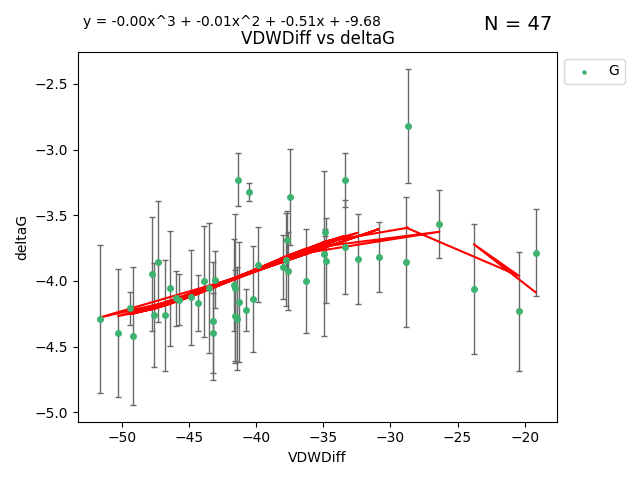 y = -0.00x^3 + -0.01x^2 + -0.51x + -9.68
N = 47
VDWDiff vs deltaG
G
−2.5
−3.0
−3.5
−4.0
−4.5
−5.0
deltaG
−50 −45 −40 −35 −30 −25 −20
VDWDiff